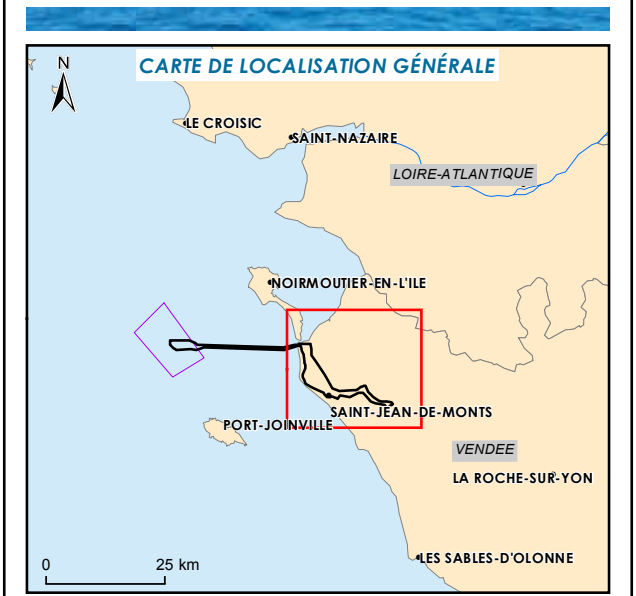 CARTE DE LOCALISATION GÉNÉRALE
N
LE CROISIC
SAINT-NAZAIRE
LOIRE-ATLANTIQUE
NOIRMOUTIER-EN-L'ILE
SAINT-JEAN-DE-MONTS
PORT-JOINVILLE
VENDEE
LA ROCHE-SUR-YON
LES SABLES-D'OLONNE
0 25 km